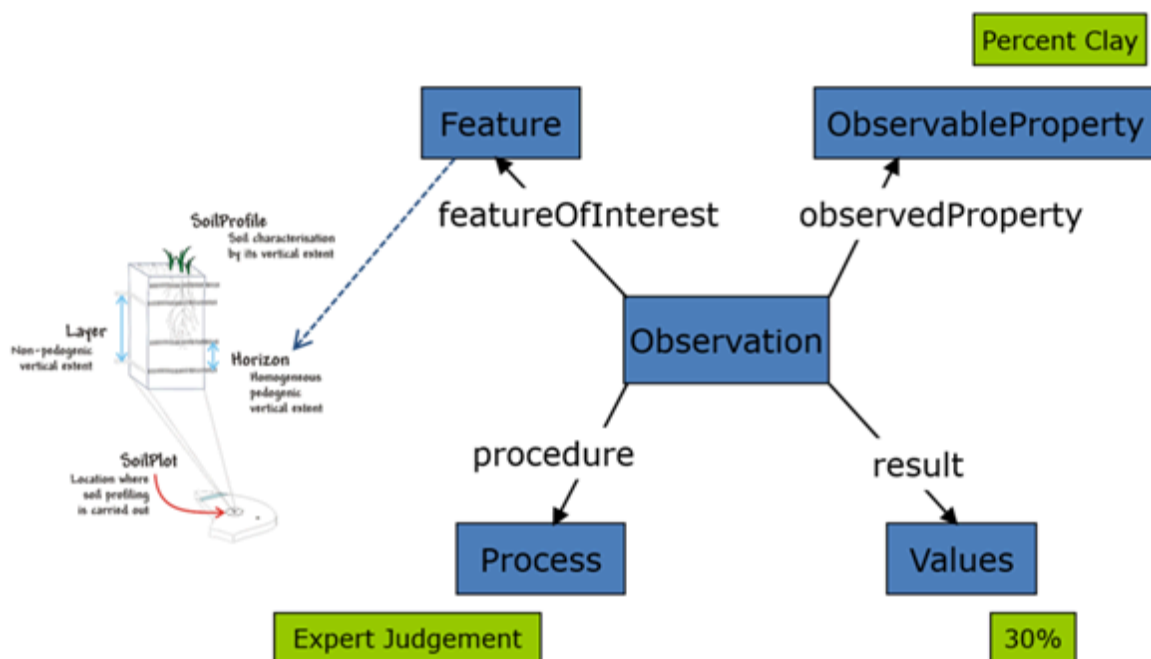 Percent Clay
Feature
ObservableProperty
featureOfInterest
observedProperty
SoilProfile
Soil characterisation
by its vertical extent
Layer
Non-pedogenic
vertical extent
Horizon
Homogeneous
pedogenic
vertical extent
Observation
SoilPlot
Location where
soil profiling
is carried out
procedure
result
Process
Values
Expert Judgement
30%